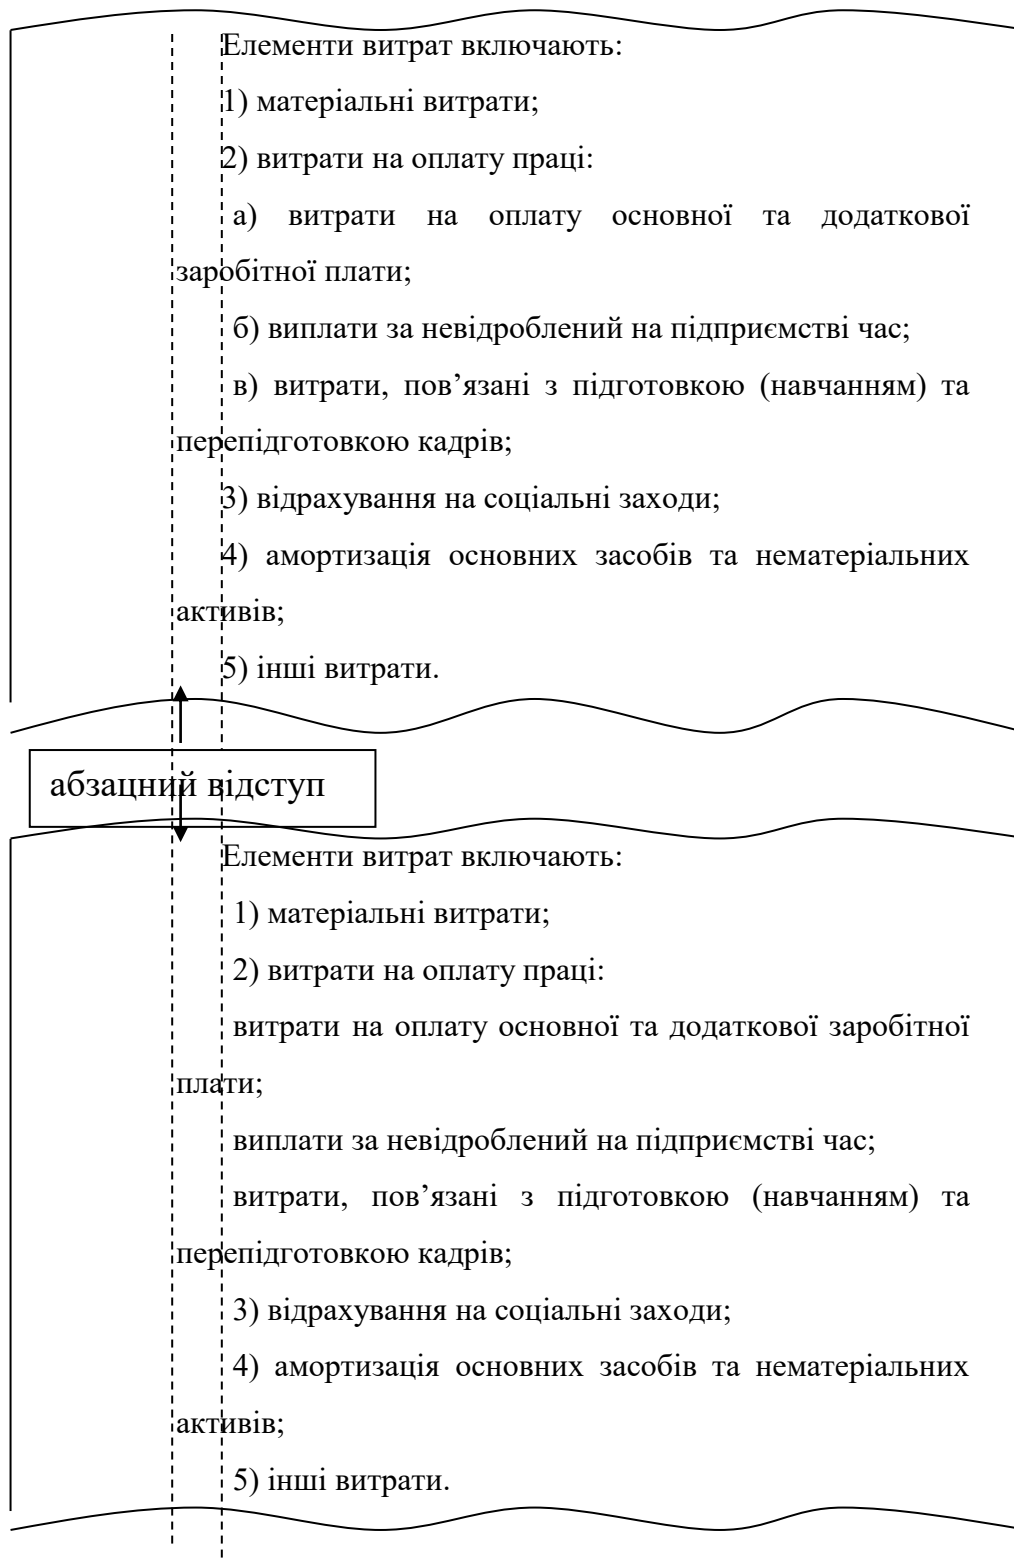 Елементи витрат включають:
1) матеріальні витрати;
2) витрати на оплату праці:
а) витрати на оплату основної та додаткової
заробітної плати;
б) виплати за невідроблений на підприємстві час;
в) витрати, пов’язані з підготовкою (навчанням) та
перепідготовкою кадрів;
3) відрахування на соціальні заходи;
4) амортизація основних засобів та нематеріальних
активів;
5) інші витрати.
абзацний відступ
Елементи витрат включають:
1) матеріальні витрати;
2) витрати на оплату праці:
витрати на оплату основної та додаткової заробітної
плати;
виплати за невідроблений на підприємстві час;
витрати, пов’язані з підготовкою (навчанням) та
перепідготовкою кадрів;
3) відрахування на соціальні заходи;
4) амортизація основних засобів та нематеріальних
активів;
5) інші витрати.